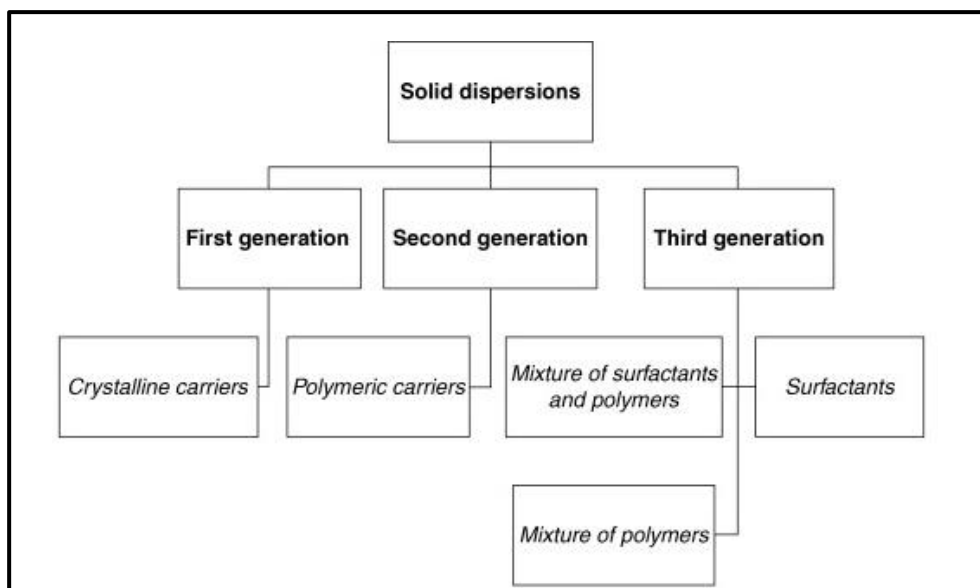 Solid dispersions
First generation
Second generation
Third generation
Crystalline carriers
Polymeric carriers
Mixture of surfactants
and polymers
Surfactants
Mixture of polymers